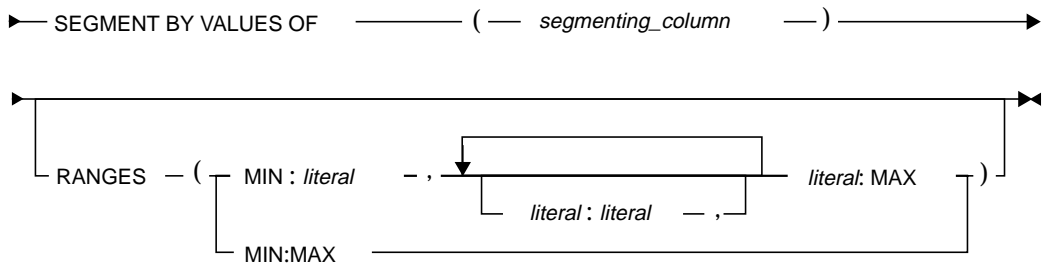 SEGMENT BY VALUES OF ( segmenting_column )
RANGES ( MIN : literal , literal: MAX )
literal : literal ,
MIN:MAX